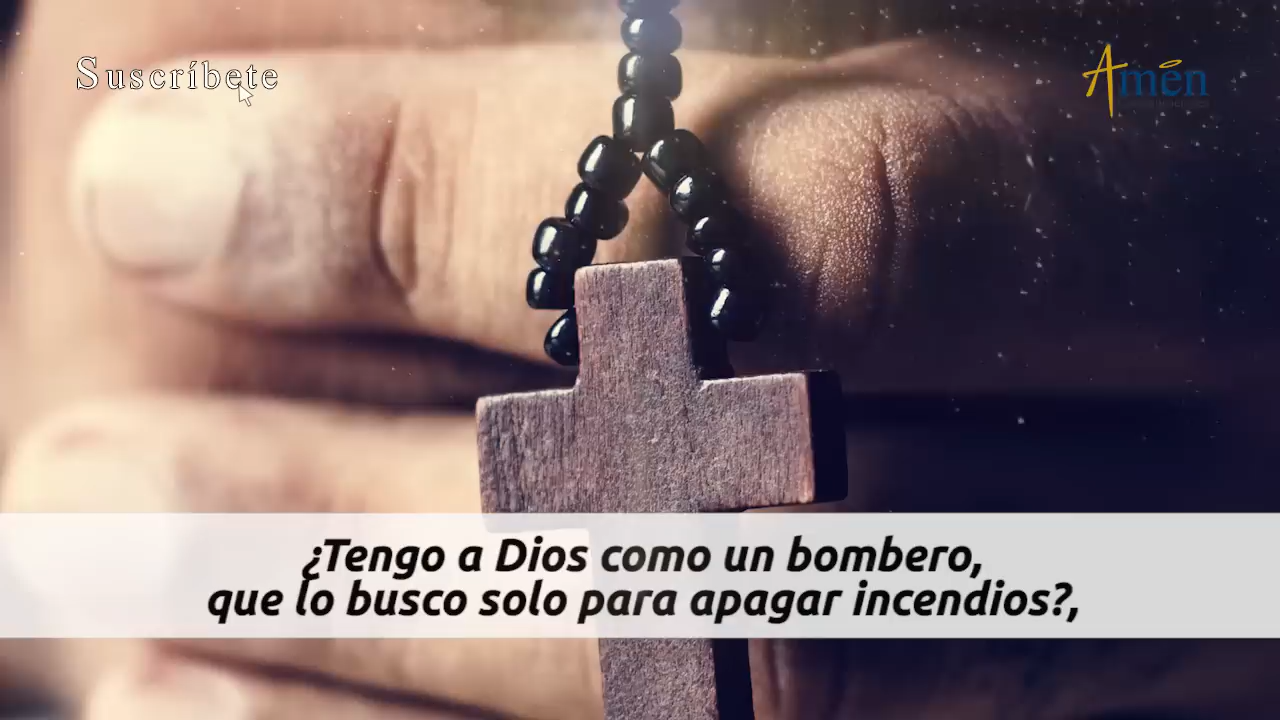 Suscríbete
Amén
¿Tengo a Dios como un bombero,
que lo busco solo para apagar incendios?,